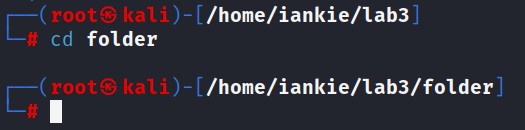 ┌──(root㉿kali)-[/home/iankie/lab3]
└─# cd folder
┌──(root㉿kali)-[/home/iankie/lab3/folder]
└─#